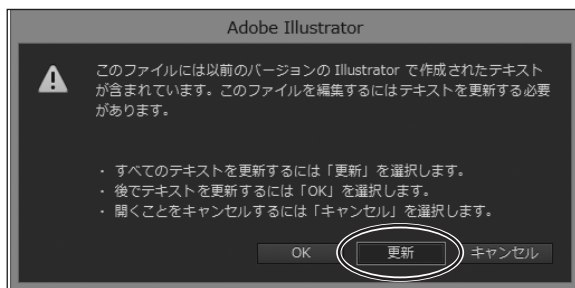 Adobe Illustrator
このファイルには以前のバージョンの Illustrator で作成されたテキスト
が含まれています。このファイルを編集するにはテキストを更新する必要
があります。
・ すべてのテキストを更新するには「更新」を選択します。
・ 後でテキストを更新するには「OK」を選択します。
・ 開くことをキャンセルするには「キャンセル」を選択します。
OK 更新 キャンセル